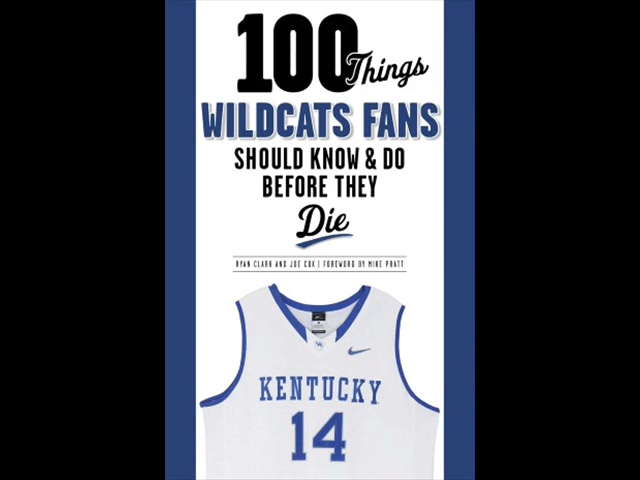 100 Things
WILDCATS FANS
SHOULD KNOW & DO
BEFORE THEY
Die
RYAN CLARK AND JOE COX | FOREWORD BY MIKE PRATT
KENTUCKY
14